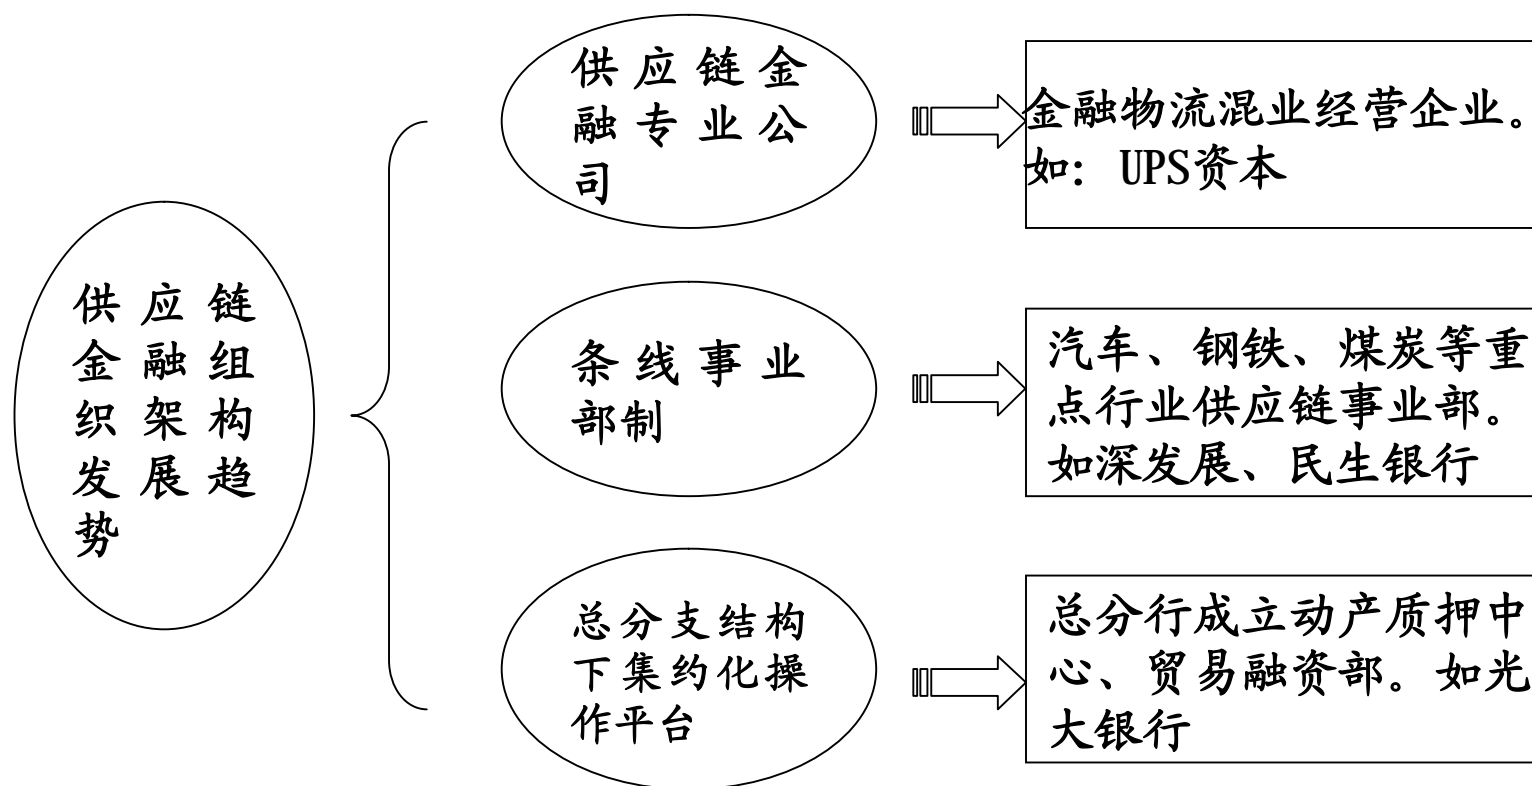 供应链
金融组
织架构
发展趋
势
供应链金
融专业公
司
金融物流混业经营企业。
如：UPS资本
条线事业
部制
汽车、钢铁、煤炭等重
点行业供应链事业部。
如深发展、民生银行
总分支结构
下集约化操
作平台
总分行成立动产质押中
心、贸易融资部。如光
大银行